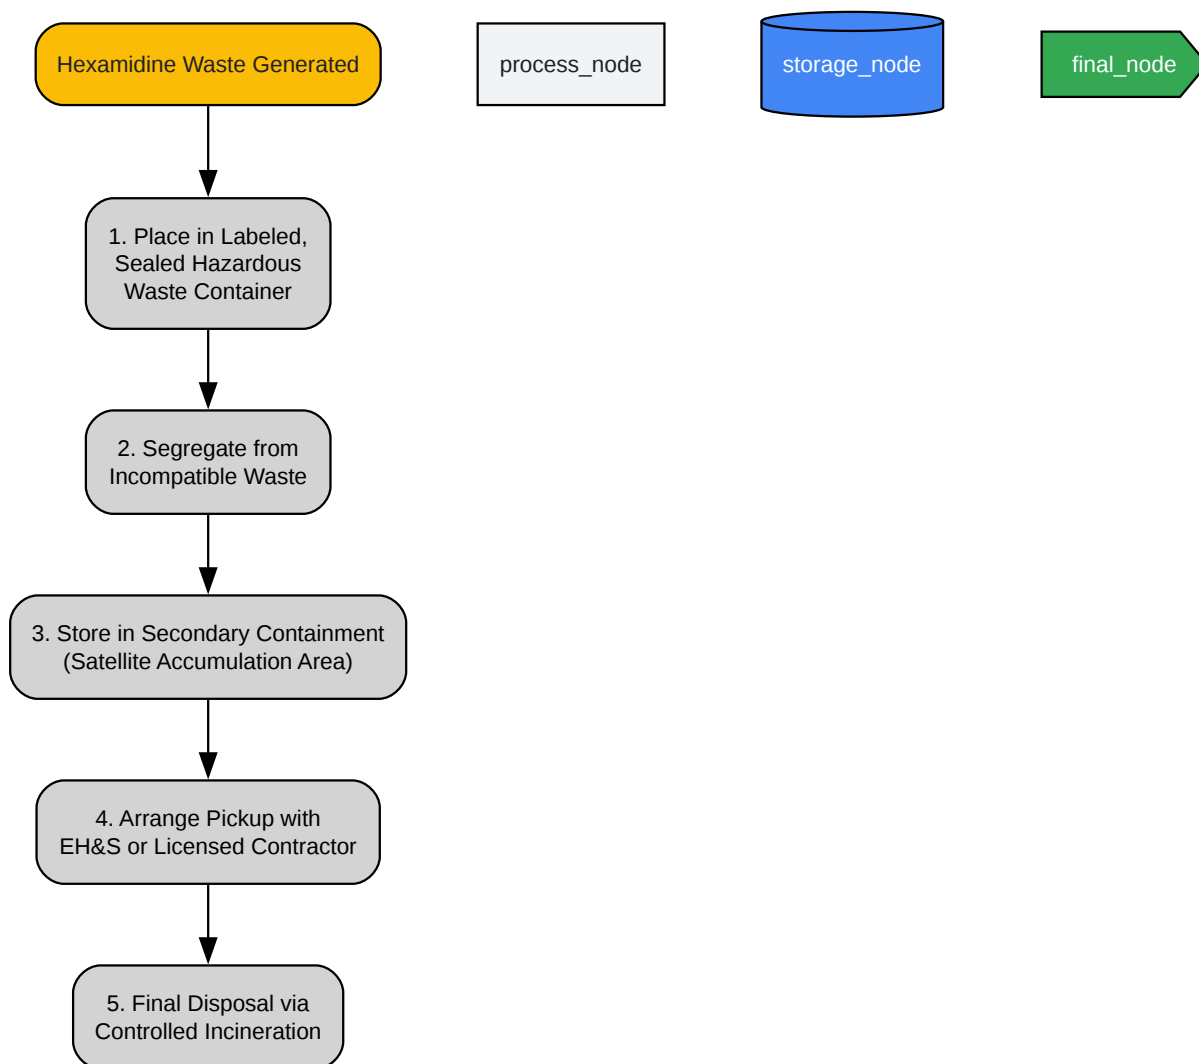 Hexamidine Waste Generated
process_node
storage_node
final_node
1. Place in Labeled,
Sealed Hazardous
Waste Container
2. Segregate from
Incompatible Waste
3. Store in Secondary Containment
(Satellite Accumulation Area)
4. Arrange Pickup with
EH&S or Licensed Contractor
5. Final Disposal via
Controlled Incineration